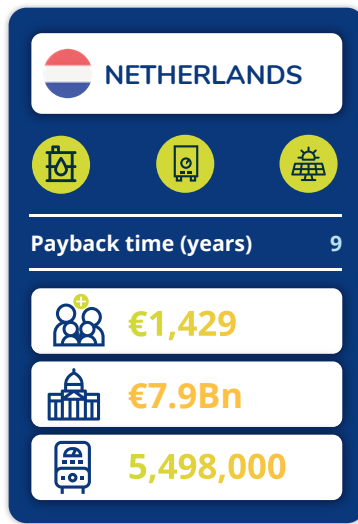 NETHERLANDS
Payback time (years) 9
€1,429
€7.9Bn
5,498,000